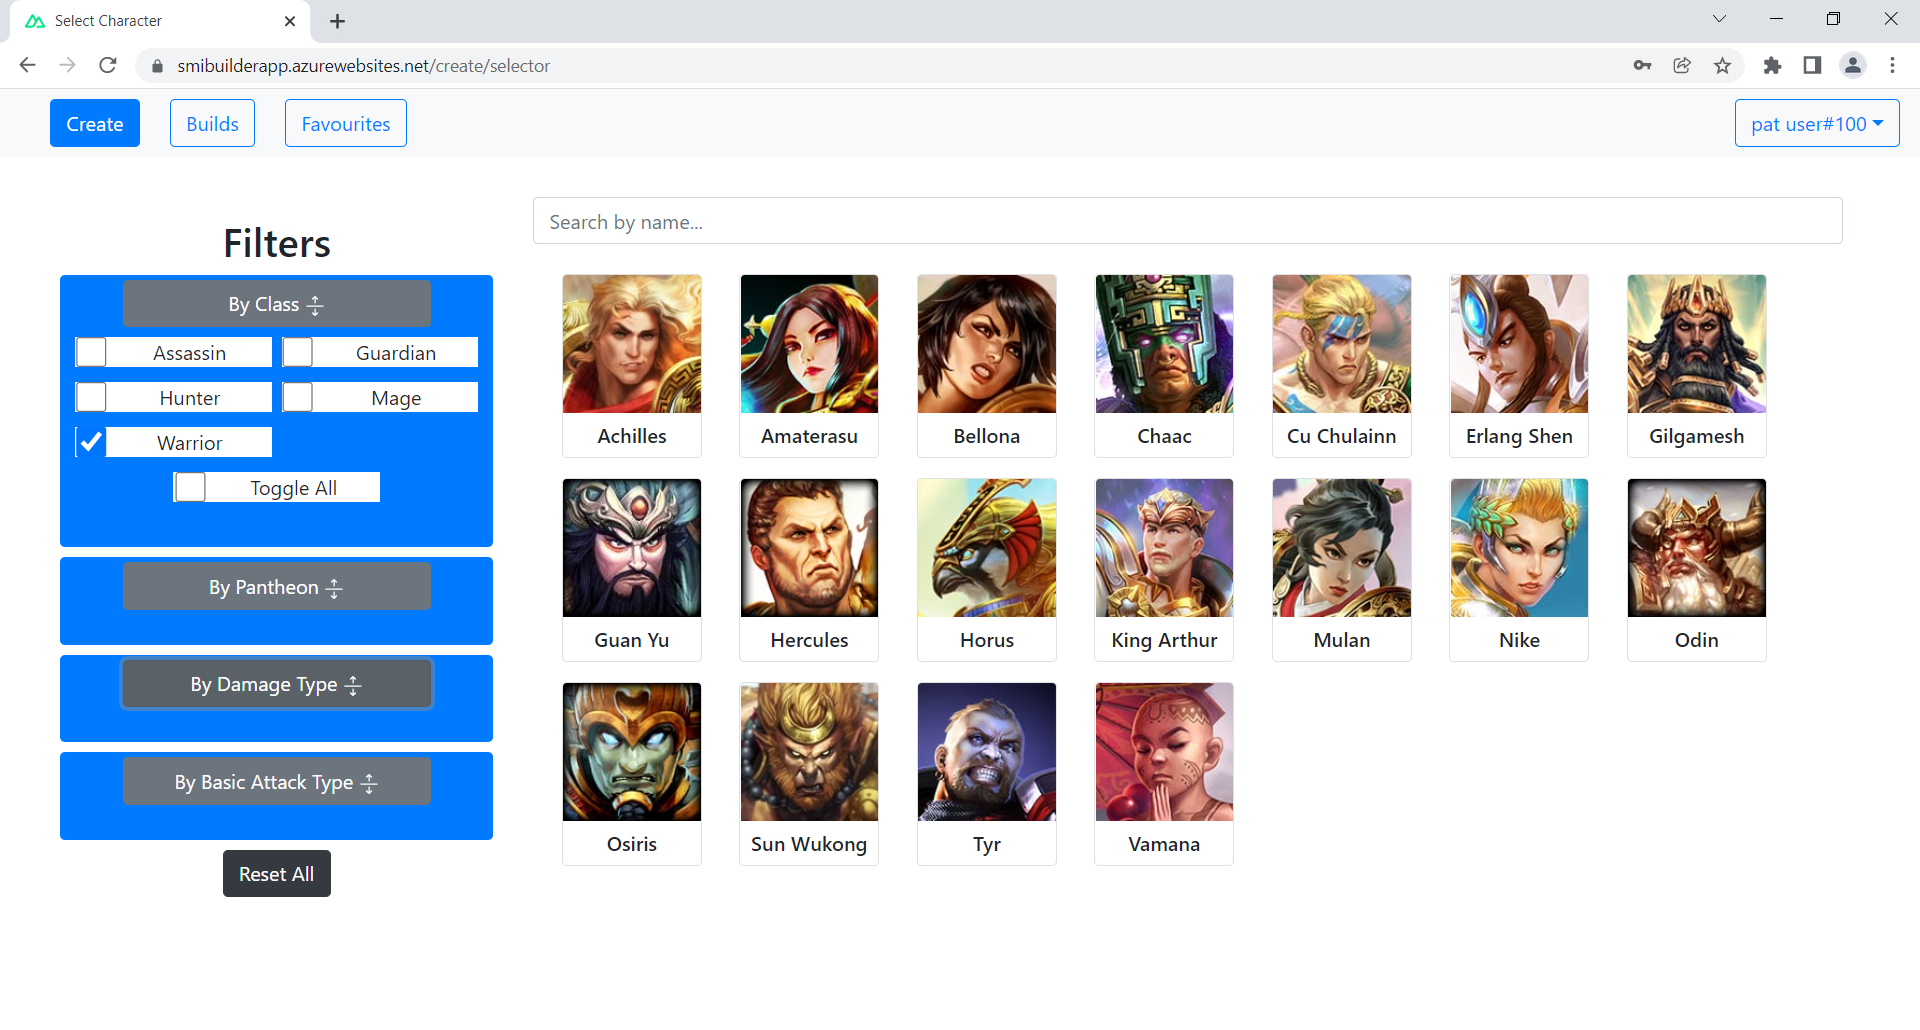 Select Character
smibuilderapp.azurewebsites.net/create/selector
Create
Builds
Favourites
pat user#100
Search by name...
Filters
By Class
Assassin
Guardian
Hunter
Mage
Warrior
Toggle All
By Pantheon
By Damage Type
By Basic Attack Type
Reset All
Achilles
Amaterasu
Bellona
Chaac
Cu Chulainn
Erlang Shen
Gilgamesh
Guan Yu
Hercules
Horus
King Arthur
Mulan
Nike
Odin
Osiris
Sun Wukong
Tyr
Vamana